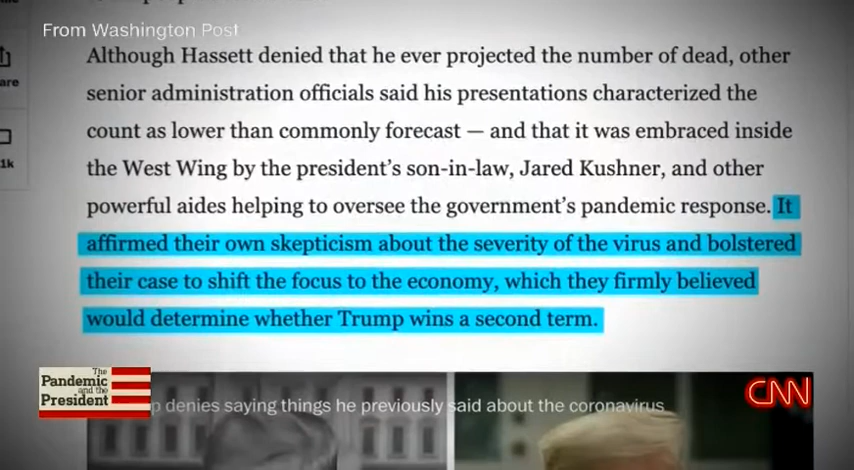 From Washington Post
Although Hassett denied that he ever projected the number of dead, other
senior administration officials said his presentations characterized the
count as lower than commonly forecast — and that it was embraced inside
the West Wing by the president's son-in-law, Jared Kushner, and other
powerful aides helping to oversee the government's pandemic response. It
affirmed their own skepticism about the severity of the virus and bolstered
their case to shift the focus to the economy, which they firmly believed
would determine whether Trump wins a second term.
are
1k
The
Pandemic
and the
President
p denies saying things he previously said about the coronavirus
CNN